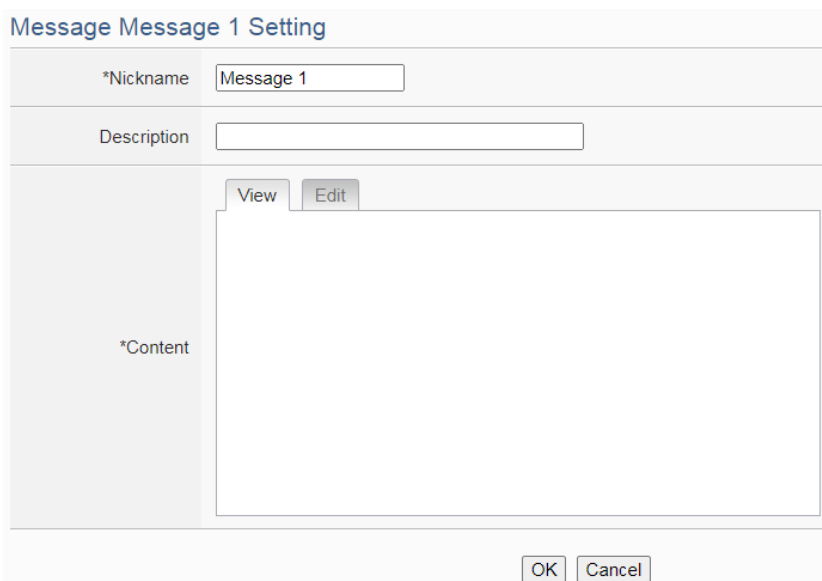 Message Message 1 Setting
*Nickname Message 1
Description
View Edit
*Content
OK Cancel